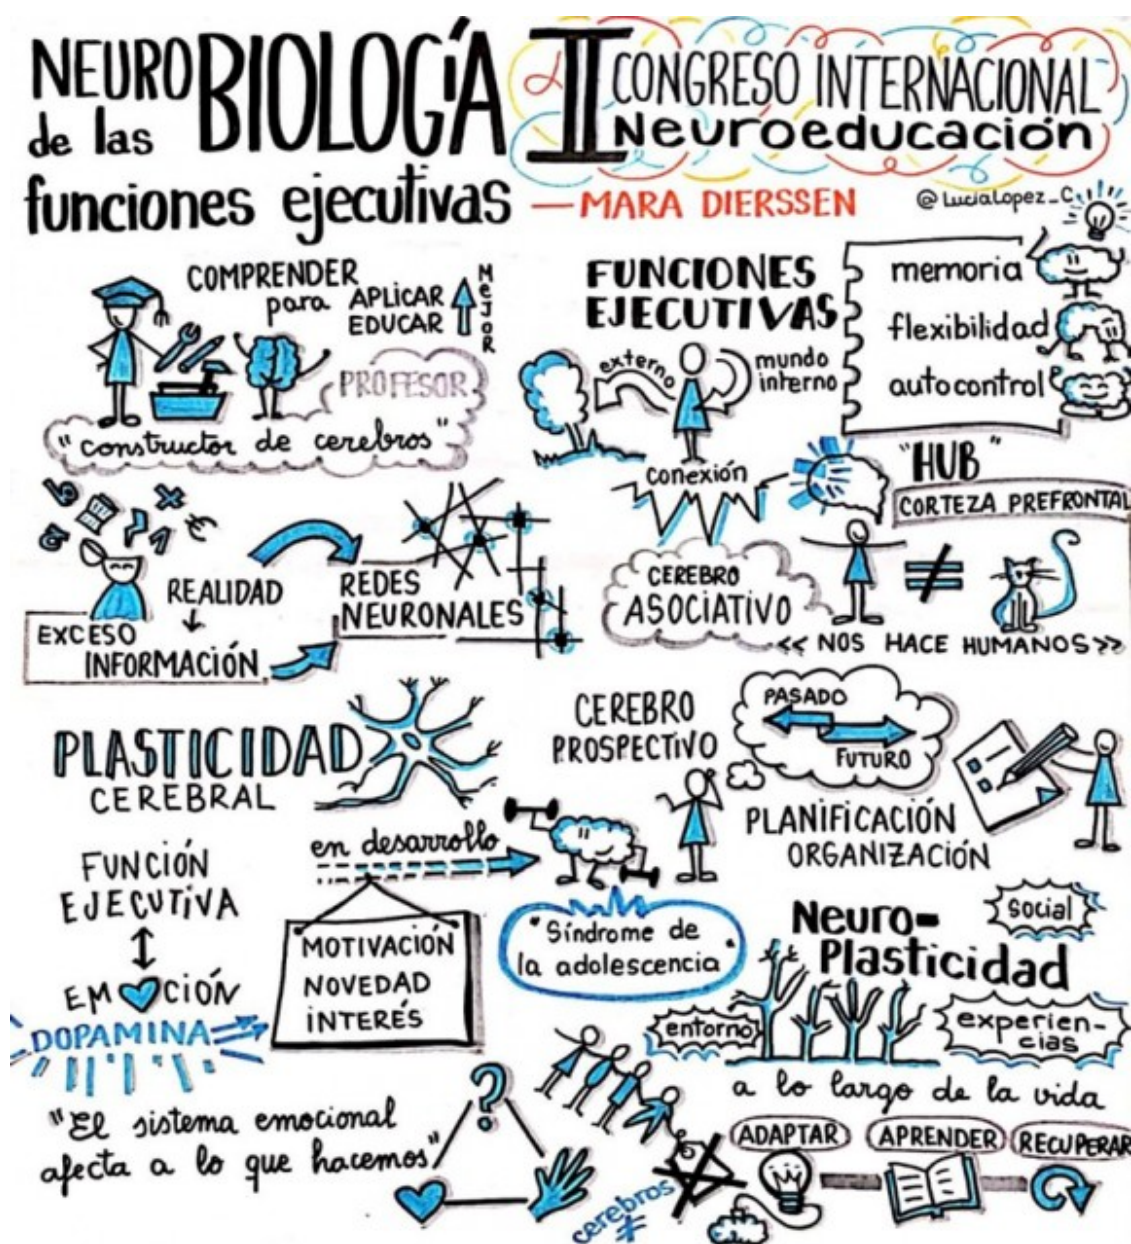 NEUROBIOLOGÍA
de las
funciones ejecutivas
II CONGRESO INTERNACIONAL
Neuroeducación
— MARA DIERSSEN
@LuciaLopez_C
COMPRENDER
para APLICAR
EDUCAR
MeJOR
PROFESOR
"constructor de cerebros"
EXCESO
INFORMACIÓN
REALIDAD
REDES
NEURONALES
FUNCIONES
EJECUTIVAS
memoria
flexibilidad
autocontrol
externo
mundo
interno
conexión
"HUB"
CORTEZA PREFRONTAL
CEREBRO
ASOCIATIVO
≠
<< NOS HACE HUMANOS >>
PLASTICIDAD
CEREBRAL
en desarrollo
FUNCIÓN
EJECUTIVA
EMOCIÓN
DOPAMINA
MOTIVACIÓN
NOVEDAD
INTERÉS
"Síndrome de
la adolescencia"
"El sistema emocional
afecta a lo que hacemos"
?
CEREBRO
PROSPECTIVO
PASADO
FUTURO
PLANIFICACIÓN
ORGANIZACIÓN
Neuro-
Plasticidad
social
entorno
experien-
cias
a lo largo de la vida
ADAPTAR
APRENDER
RECUPERAR
cerebros
≠